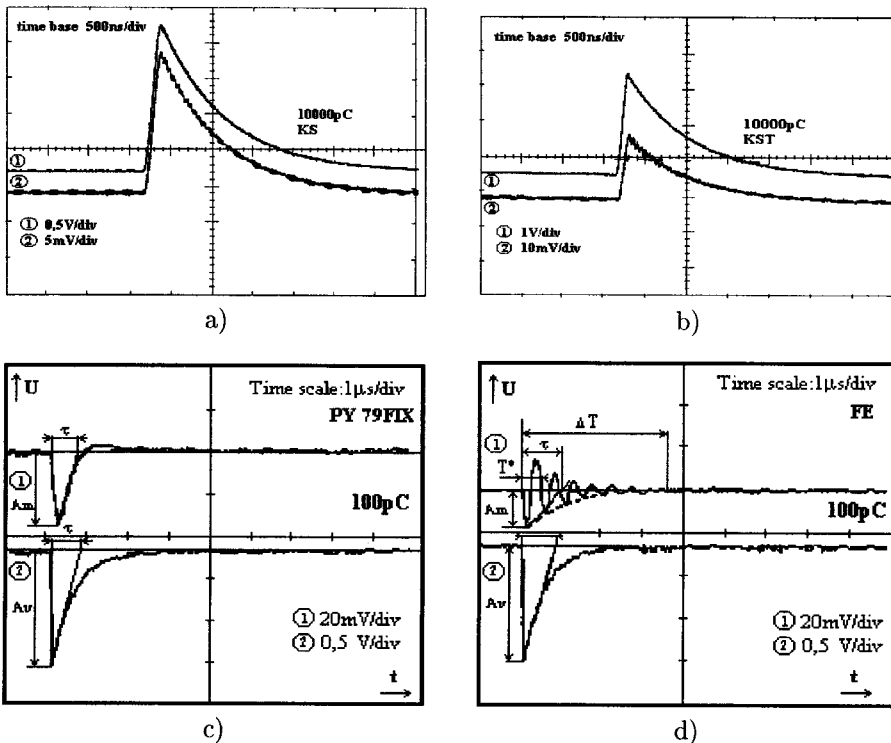 time base 500ns/div
10000pC
KS
①
②
① 0,5V/div
② 5mV/div
a)
time base 500ns/div
10000pC
KST
①
②
① 1V/div
② 10mV/div
b)
U
Time scale:1μs/div
PY 79FIX
τ
①
Am
100pC
τ
②
Av
① 20mV/div
② 0,5 V/div
t
c)
U
Time scale:1μs/div
FE
ΔT
①
τ
T*
Am
100pC
②
Av
① 20mV/div
② 0,5 V/div
t
d)